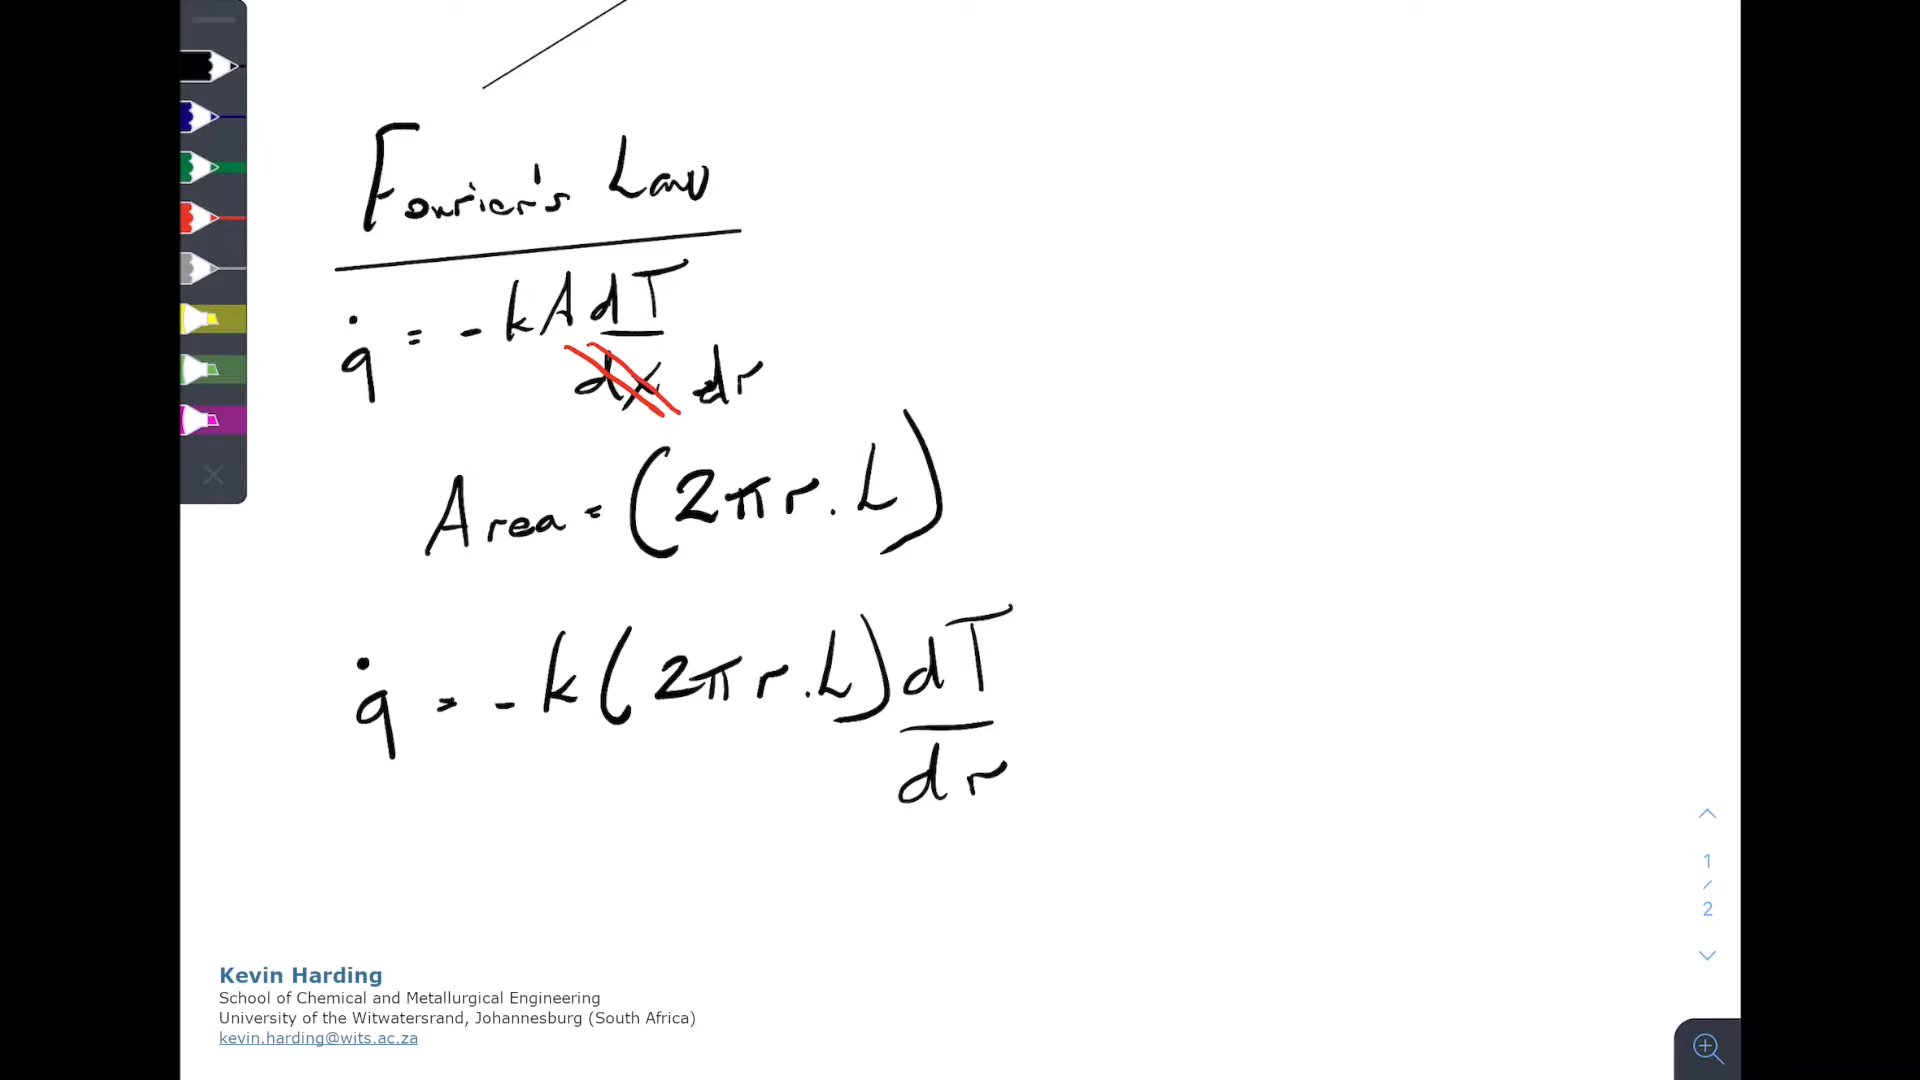 Fourier's Law
q̇ = - kA dT
dx dr
Area = (2πr.L)
q̇ = - k(2πr.L) dT
dr
1
/
2
Kevin Harding
School of Chemical and Metallurgical Engineering
University of the Witwatersrand, Johannesburg (South Africa)
kevin.harding@wits.ac.za